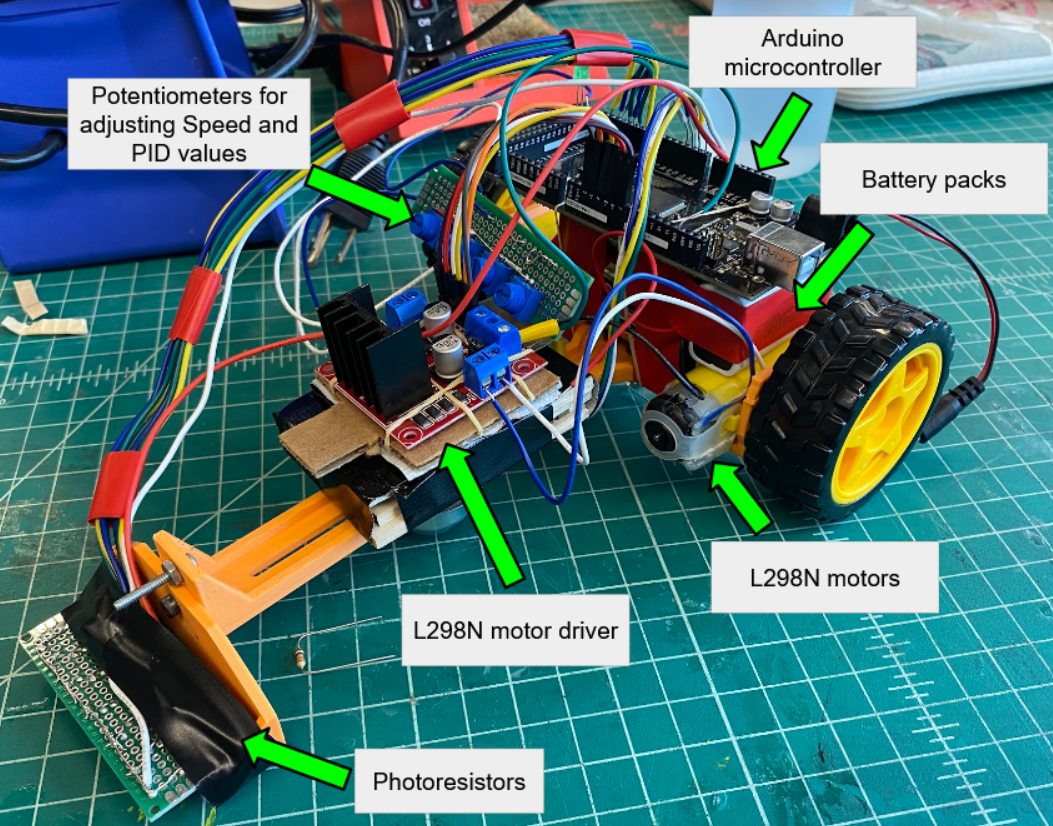 Arduino
microcontroller
Potentiometers for
adjusting Speed and
PID values
Battery packs
L298N motors
L298N motor driver
Photoresistors